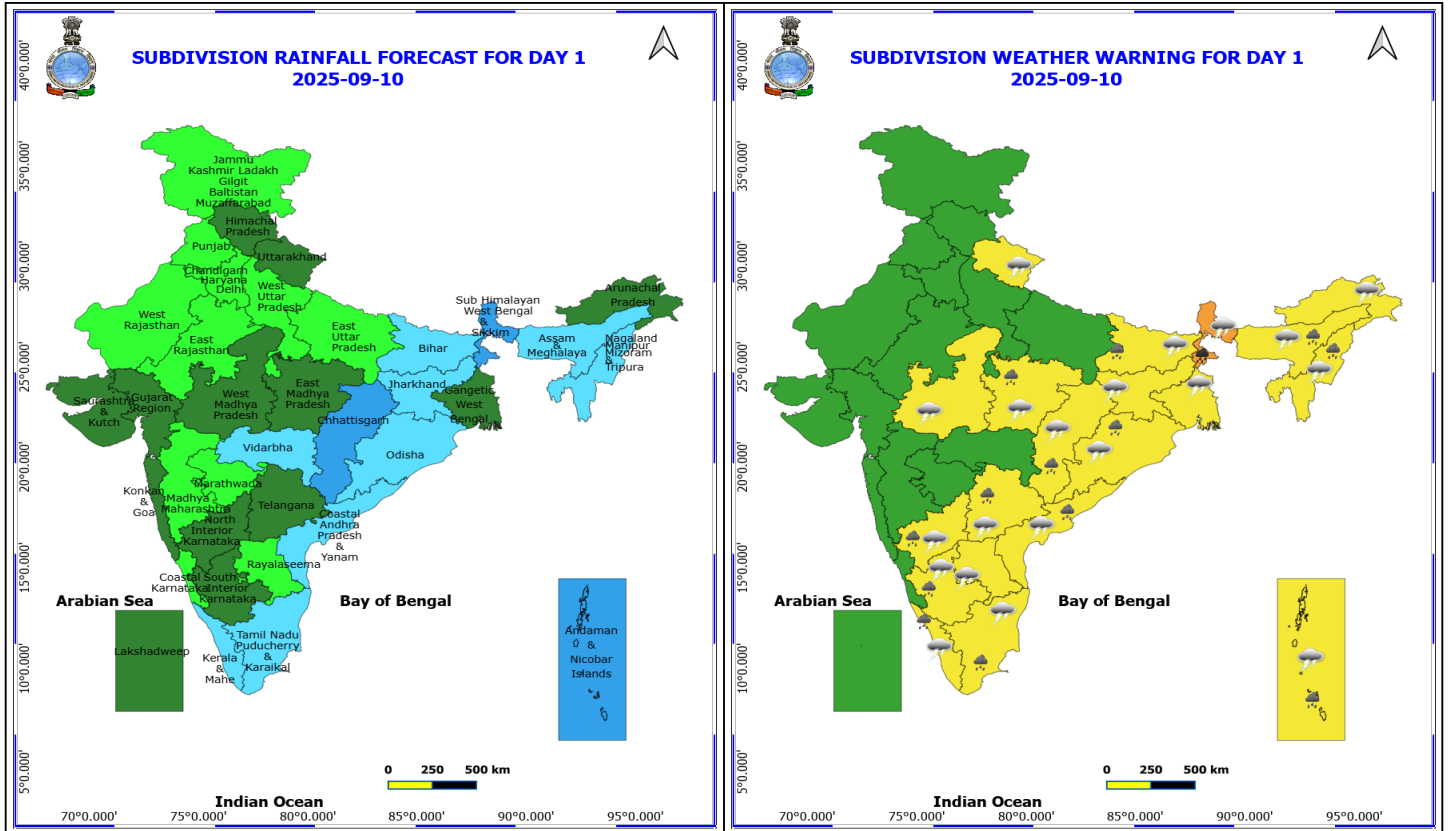 SUBDIVISION RAINFALL FORECAST FOR DAY 1
2025-09-10
40°0.000'
35°0.000'
30°0.000'
25°0.000'
20°0.000'
15°0.000'
10°0.000'
5°0.000'
Jammu
Kashmir Ladakh
Gilgit
Baltistan
Muzaffarabad
Himachal
Pradesh
Punjab
Uttarakhand
Chandigarh
Haryana
Delhi
West
Uttar
Pradesh
West
Rajasthan
East
Rajasthan
East
Uttar
Pradesh
Sub Himalayan
West Bengal
&
Sikkim
Arunachal
Pradesh
Bihar
Assam
&
Meghalaya
Nagaland
Manipur
Mizoram
&
Tripura
Jharkhand
Gangetic
West
Bengal
Saurashtra
&
Kutch
Gujarat
Region
West
Madhya
Pradesh
East
Madhya
Pradesh
Chhattisgarh
Vidarbha
Odisha
Konkan
&
Goa
Madhya
Maharashtra
Marathwada
Telangana
North
Interior
Karnataka
Coastal
Andhra
Pradesh
&
Yanam
Rayalaseema
Coastal
Karnataka
South
Interior
Karnataka
Arabian Sea
Bay of Bengal
Lakshadweep
Kerala
&
Mahe
Tamil Nadu
Puducherry
&
Karaikal
Andaman
&
Nicobar
Islands
0 250 500 km
Indian Ocean
70°0.000' 75°0.000' 80°0.000' 85°0.000' 90°0.000' 95°0.000'
SUBDIVISION WEATHER WARNING FOR DAY 1
2025-09-10
40°0.000'
35°0.000'
30°0.000'
25°0.000'
20°0.000'
15°0.000'
10°0.000'
5°0.000'
Arabian Sea
Bay of Bengal
0 250 500 km
Indian Ocean
70°0.000' 75°0.000' 80°0.000' 85°0.000' 90°0.000' 95°0.000'